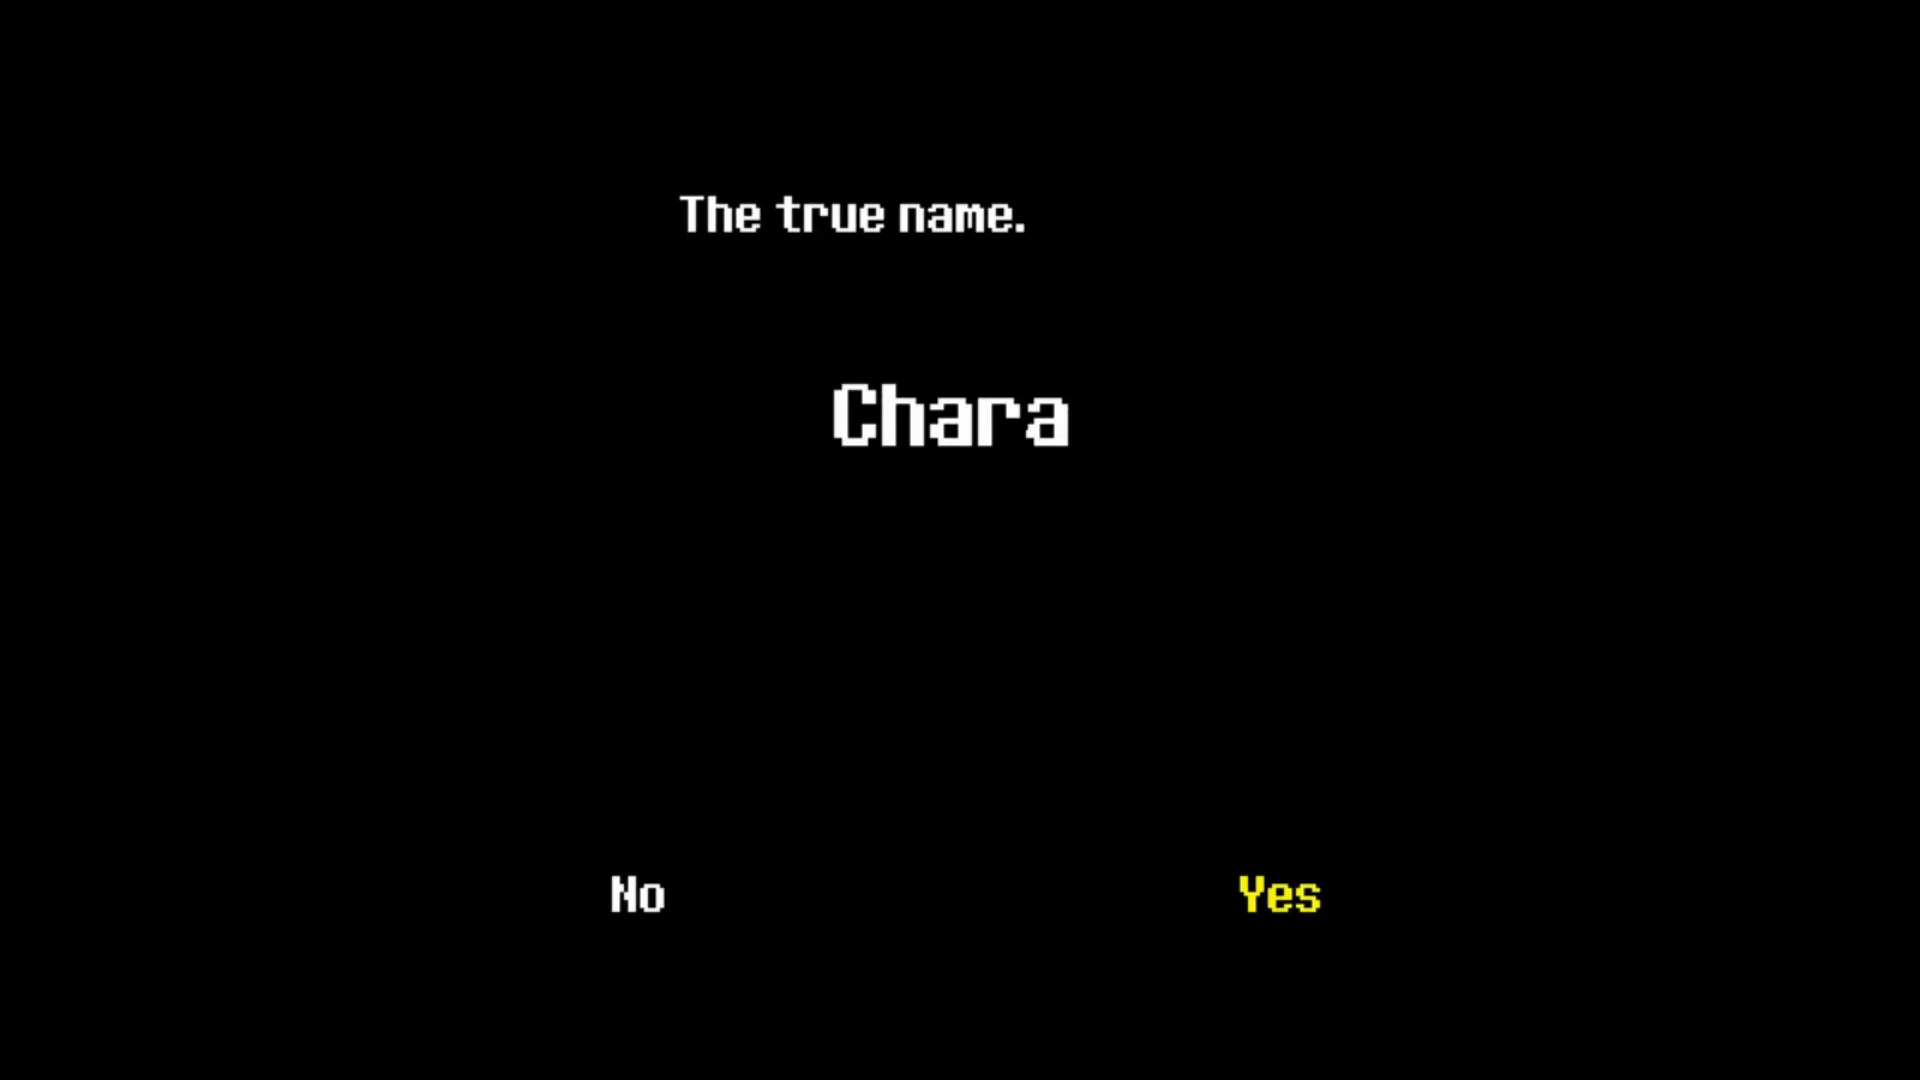 The true name.
Chara
No
Yes